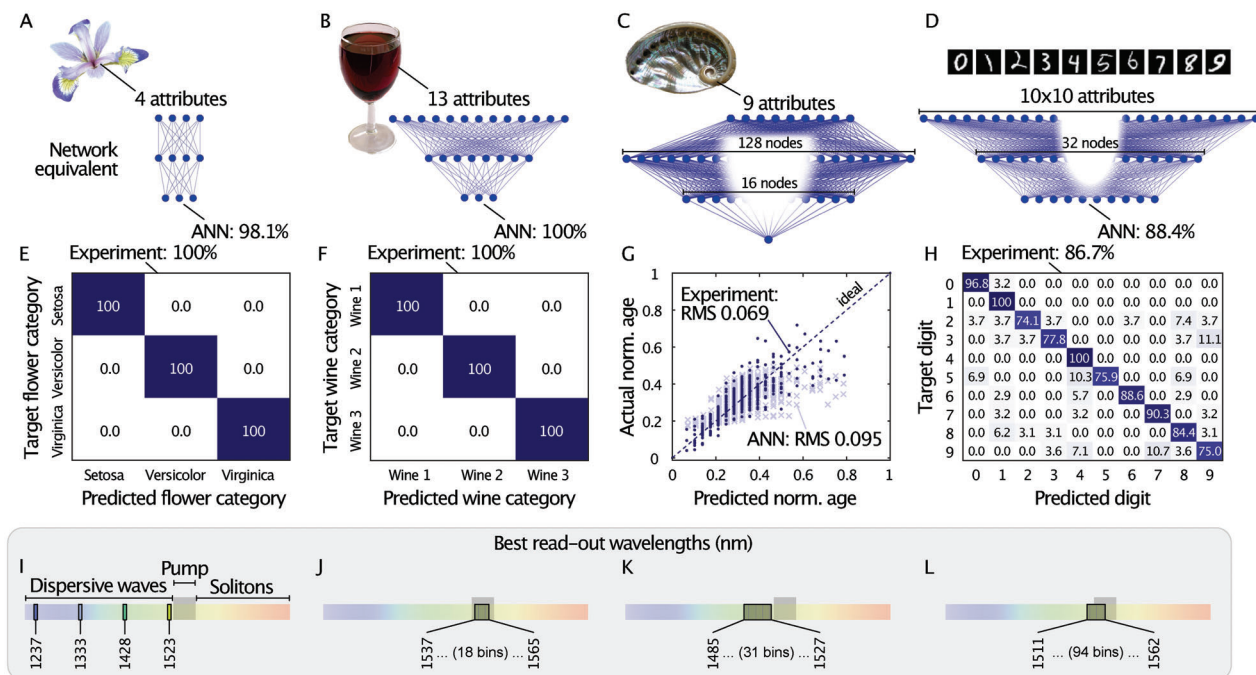 A
B
C
D
0 1 2 3 4 5 6 7 8 9
4 attributes
13 attributes
9 attributes
10x10 attributes
Network
equivalent
128 nodes
16 nodes
32 nodes
ANN: 98.1%
ANN: 100%
ANN: 88.4%
E
Experiment: 100%
Target flower category
Setosa
Versicolor
Virginica
100 0.0 0.0
0.0 100 0.0
0.0 0.0 100
Setosa Versicolor Virginica
Predicted flower category
F
Experiment: 100%
Target wine category
Wine 1
Wine 2
Wine 3
100 0.0 0.0
0.0 100 0.0
0.0 0.0 100
Wine 1 Wine 2 Wine 3
Predicted wine category
G
Actual norm. age
1
0.8
0.6
0.4
0.2
0
Experiment:
RMS 0.069
ideal
ANN: RMS 0.095
0 0.2 0.4 0.6 0.8 1
Predicted norm. age
H
Experiment: 86.7%
Target digit
0 96.8 3.2 0.0 0.0 0.0 0.0 0.0 0.0 0.0 0.0
1 0.0 100 0.0 0.0 0.0 0.0 0.0 0.0 0.0 0.0
2 3.7 3.7 74.1 3.7 0.0 0.0 3.7 0.0 7.4 3.7
3 0.0 3.7 3.7 77.8 0.0 0.0 0.0 0.0 3.7 11.1
4 0.0 0.0 0.0 0.0 100 0.0 0.0 0.0 0.0 0.0
5 6.9 0.0 0.0 0.0 10.3 75.9 0.0 0.0 6.9 0.0
6 0.0 2.9 0.0 0.0 5.7 0.0 88.6 0.0 2.9 0.0
7 0.0 3.2 0.0 0.0 3.2 0.0 0.0 90.3 0.0 3.2
8 0.0 6.2 3.1 3.1 0.0 0.0 0.0 0.0 84.4 3.1
9 0.0 0.0 0.0 3.6 7.1 0.0 0.0 10.7 3.6 75.0
0 1 2 3 4 5 6 7 8 9
Predicted digit
Best read-out wavelengths (nm)
I
Pump
Dispersive waves
Solitons
1237
1333
1428
1523
J
1537 ... (18 bins) ... 1565
K
1485 ... (31 bins) ... 1527
L
1511 ... (94 bins) ... 1562